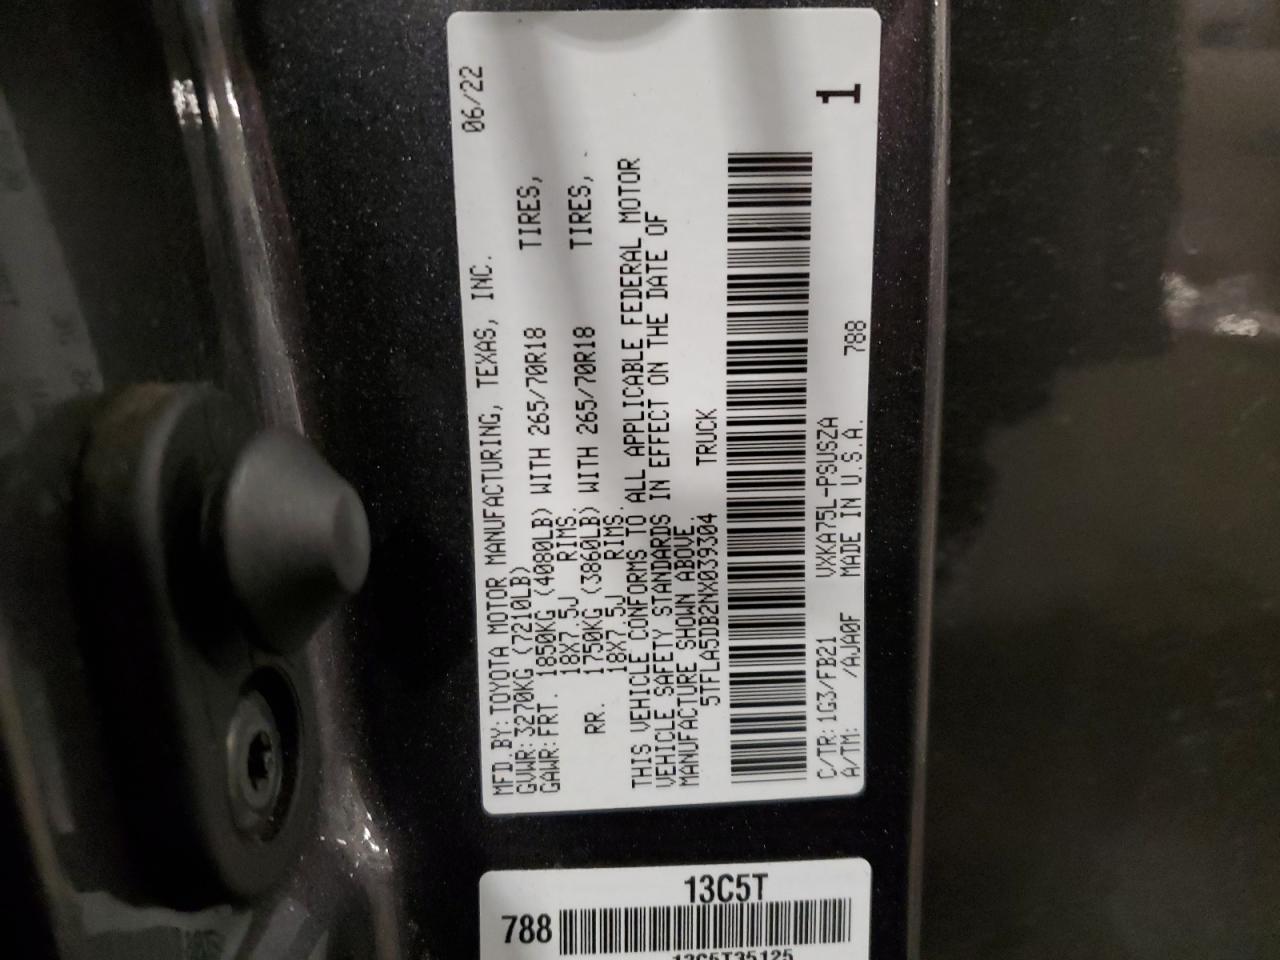 MFD.BY:TOYOTA MOTOR MANUFACTURING, TEXAS, INC. 06/22
GVWR:3270KG (7210LB)
GAWR:FRT. 1850KG (4080LB) WITH 265/70R18 TIRES,
18X7.5J RIMS.
RR. 1750KG (3860LB) WITH 265/70R18 TIRES,
18X7.5J RIMS.
THIS VEHICLE CONFORMS TO ALL APPLICABLE FEDERAL MOTOR
VEHICLE SAFETY STANDARDS IN EFFECT ON THE DATE OF
MANUFACTURE SHOWN ABOVE.
5TFLA5DB2NX039304 TRUCK
C/TR:1G3/FB21 VXKA75L-PSUSZA
A/TM: /AJA0F MADE IN U.S.A. 788
1
13C5T
788
13C5T35125